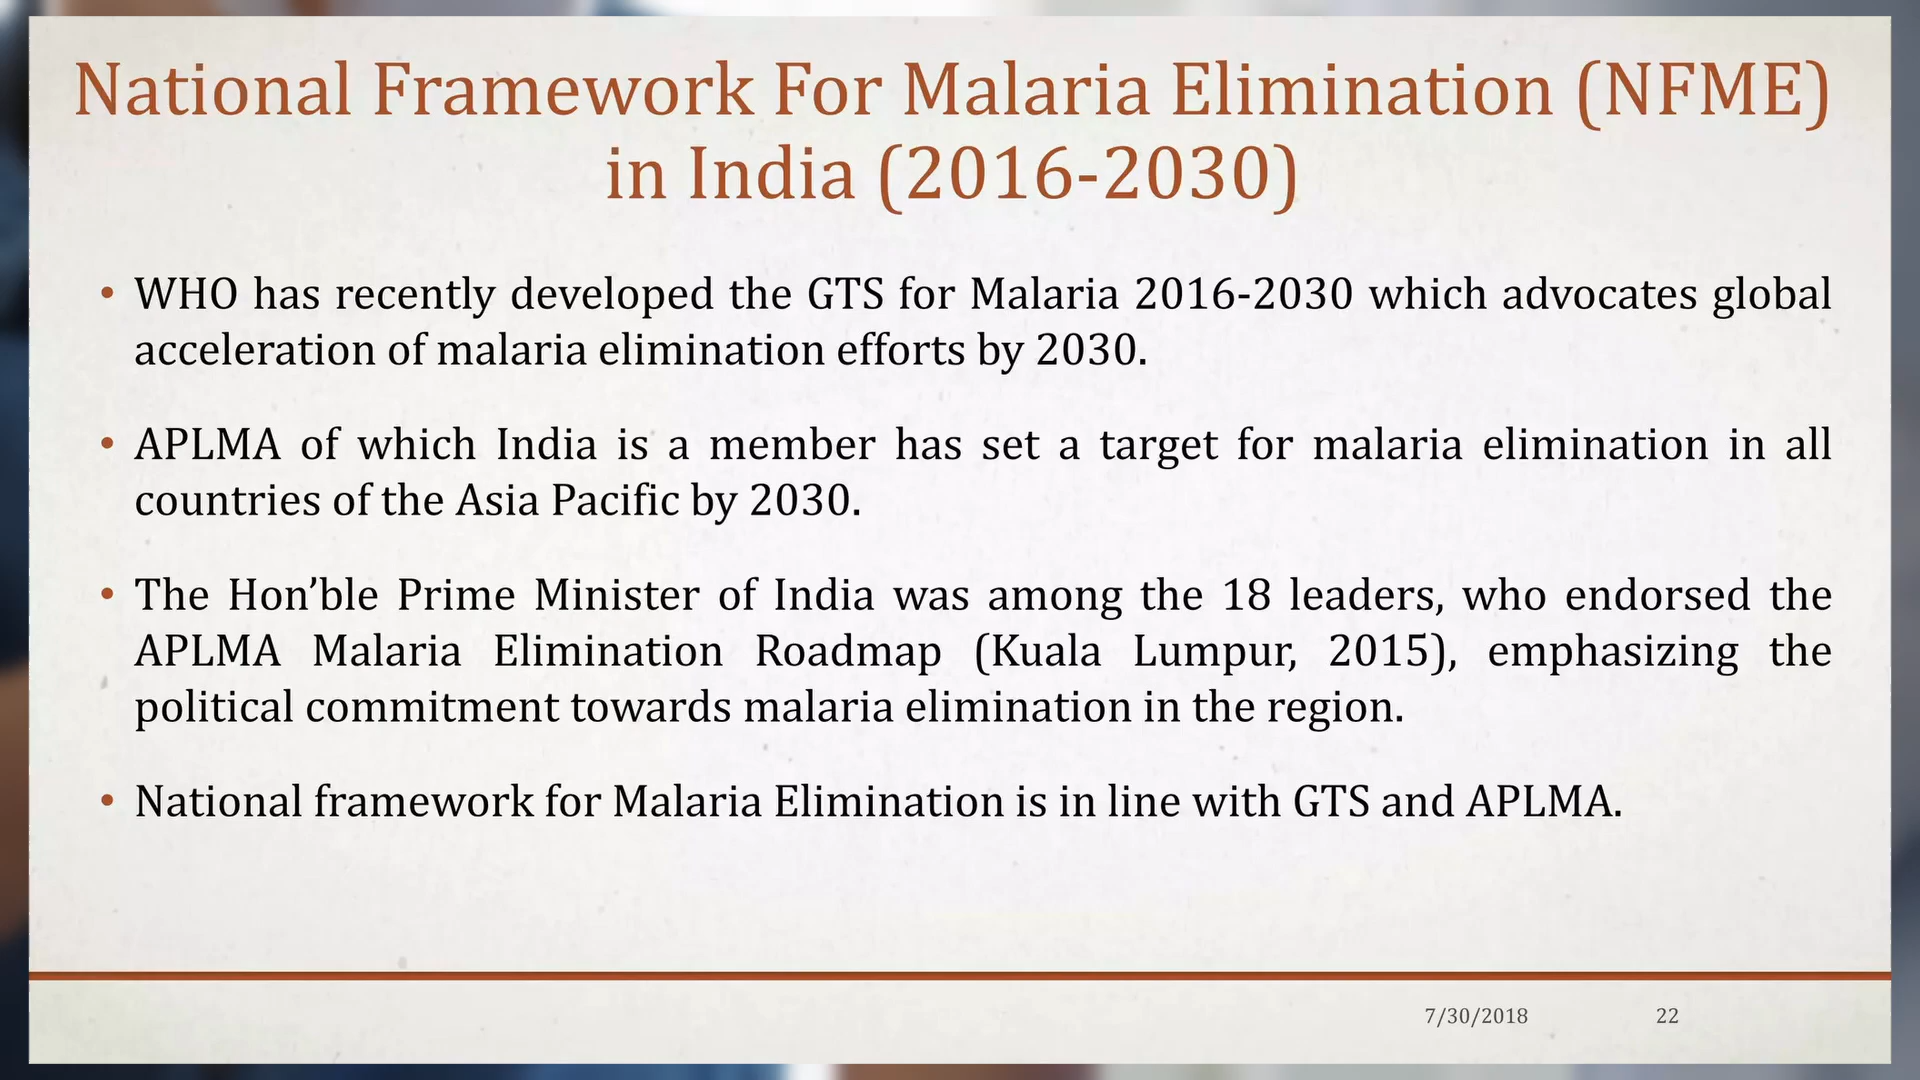 National Framework For Malaria Elimination (NFME)
in India (2016-2030)
• WHO has recently developed the GTS for Malaria 2016-2030 which advocates global
acceleration of malaria elimination efforts by 2030.
• APLMA of which India is a member has set a target for malaria elimination in all
countries of the Asia Pacific by 2030.
• The Hon’ble Prime Minister of India was among the 18 leaders, who endorsed the
APLMA Malaria Elimination Roadmap (Kuala Lumpur, 2015), emphasizing the
political commitment towards malaria elimination in the region.
• National framework for Malaria Elimination is in line with GTS and APLMA.
7/30/2018 22